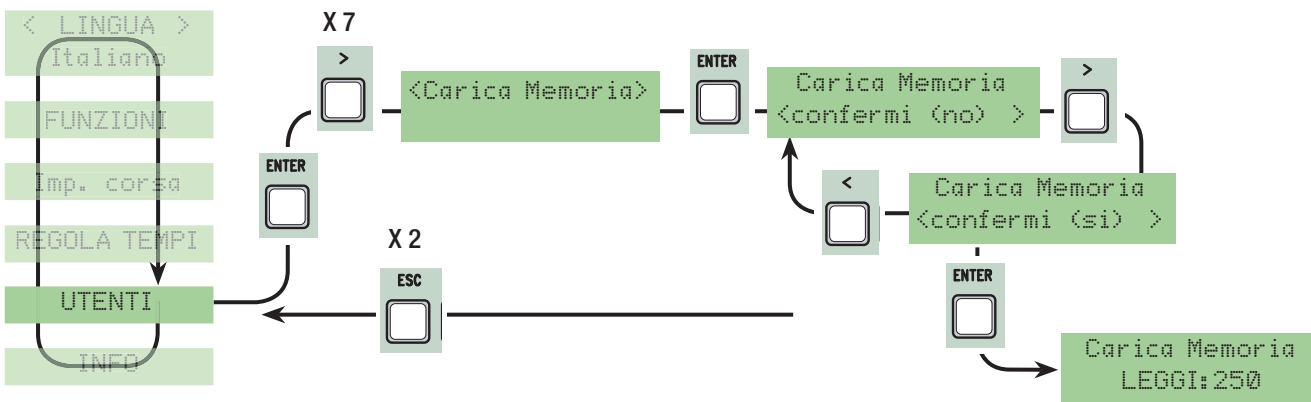 < LINGUA >
Italiano
FUNZIONI
Imp. corsa
REGOLA TEMPI
UTENTI
INFO
ENTER
X 7
>
<Carica Memoria>
ENTER
Carica Memoria
<confermi (no) >
>
<
Carica Memoria
<confermi (si) >
ENTER
Carica Memoria
LEGGI:250
X 2
ESC